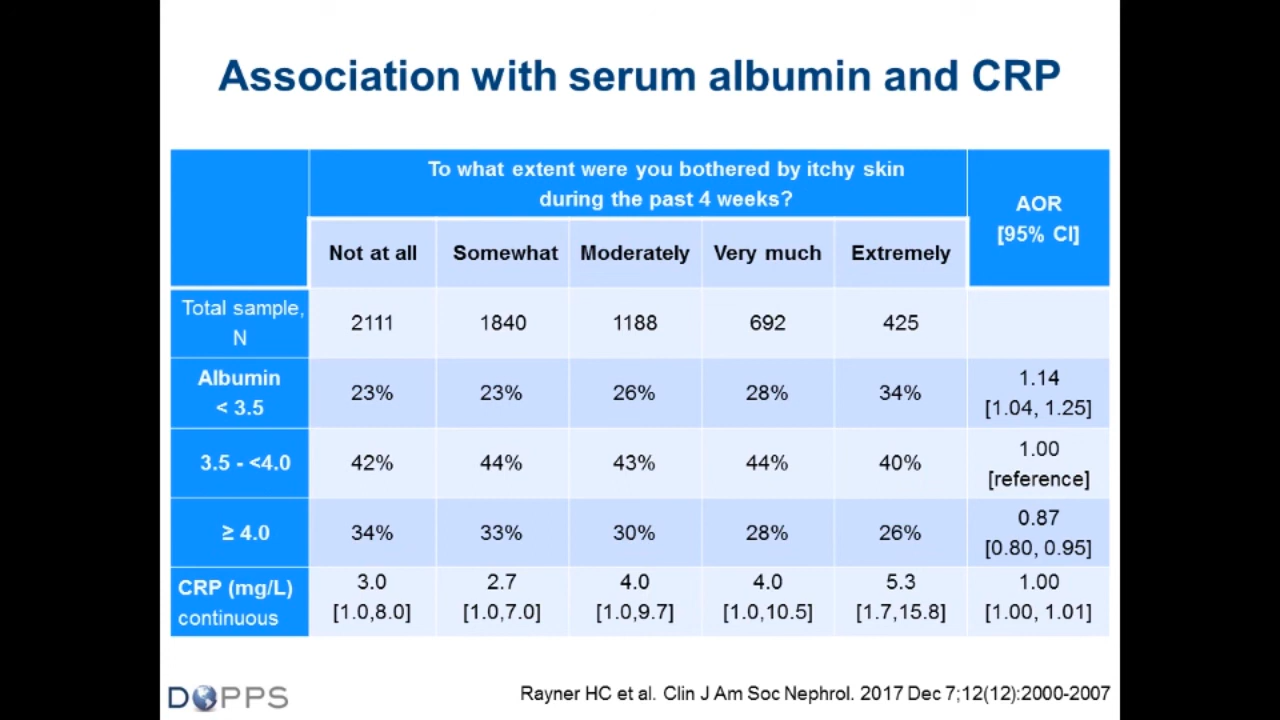 Association with serum albumin and CRP
To what extent were you bothered by itchy skin
during the past 4 weeks?
AOR
[95% CI]
Not at all Somewhat Moderately Very much Extremely
Total sample,
N
2111 1840 1188 692 425
Albumin
< 3.5
23% 23% 26% 28% 34%
1.14
[1.04, 1.25]
3.5 - <4.0
42% 44% 43% 44% 40%
1.00
[reference]
≥ 4.0
34% 33% 30% 28% 26%
0.87
[0.80, 0.95]
CRP (mg/L)
continuous
3.0 2.7 4.0 4.0 5.3 1.00
[1.0,8.0] [1.0,7.0] [1.0,9.7] [1.0,10.5] [1.7,15.8] [1.00, 1.01]
DOPPS
Rayner HC et al. Clin J Am Soc Nephrol. 2017 Dec 7;12(12):2000-2007